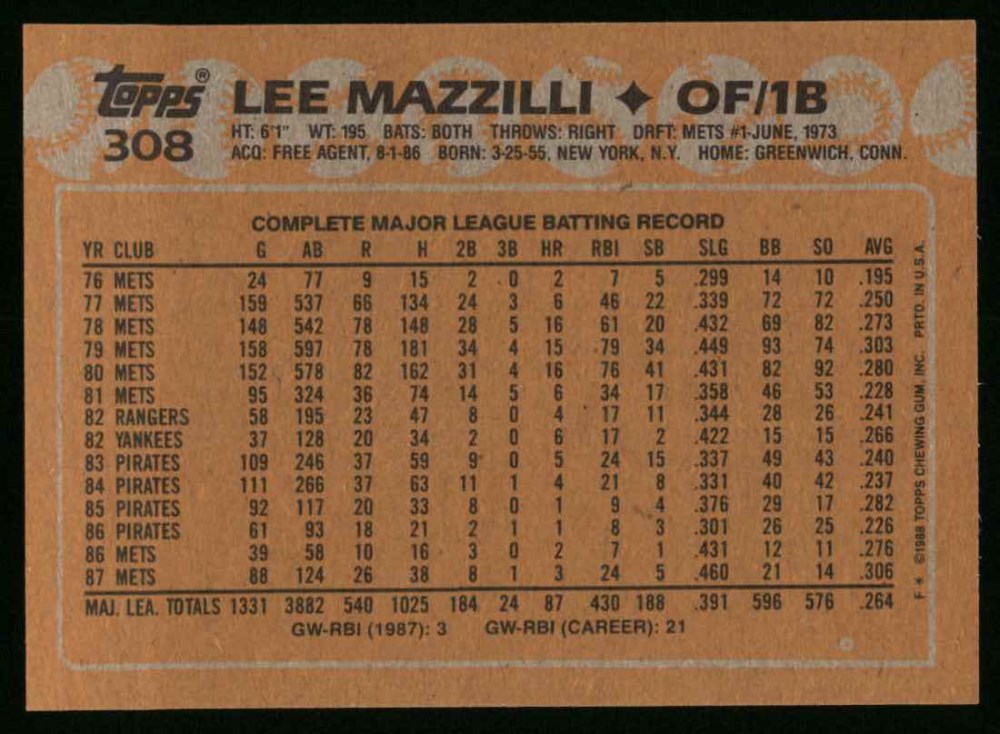 Topps® LEE MAZZILLI ✦ OF/1B
308 HT: 6'1" WT: 195 BATS: BOTH THROWS: RIGHT DRFT: METS #1-JUNE, 1973
ACQ: FREE AGENT, 8-1-86 BORN: 3-25-55, NEW YORK, N.Y. HOME: GREENWICH, CONN.
COMPLETE MAJOR LEAGUE BATTING RECORD
YR CLUB G AB R H 2B 3B HR RBI SB SLG BB SO AVG
76 METS 24 77 9 15 2 0 2 7 5 .299 14 10 .195
77 METS 159 537 66 134 24 3 6 46 22 .339 72 72 .250
78 METS 148 542 78 148 28 5 16 61 20 .432 69 82 .273
79 METS 158 597 78 181 34 4 15 79 34 .449 93 74 .303
80 METS 152 578 82 162 31 4 16 76 41 .431 82 92 .280
81 METS 95 324 36 74 14 5 6 34 17 .358 46 53 .228
82 RANGERS 58 195 23 47 8 0 4 17 11 .344 28 26 .241
82 YANKEES 37 128 20 34 2 0 6 17 2 .422 15 15 .266
83 PIRATES 109 246 37 59 9 0 5 24 15 .337 49 43 .240
84 PIRATES 111 266 37 63 11 1 4 21 8 .331 40 42 .237
85 PIRATES 92 117 20 33 8 0 1 9 4 .376 29 17 .282
86 PIRATES 61 93 18 21 2 1 1 8 3 .301 26 25 .226
86 METS 39 58 10 16 3 0 2 7 1 .431 12 11 .276
87 METS 88 124 26 38 8 1 3 24 5 .460 21 14 .306
MAJ. LEA. TOTALS 1331 3882 540 1025 184 24 87 430 188 .391 596 576 .264
GW-RBI (1987): 3 GW-RBI (CAREER): 21
F* ©1988 TOPPS CHEWING GUM, INC. PRTD. IN U.S.A.